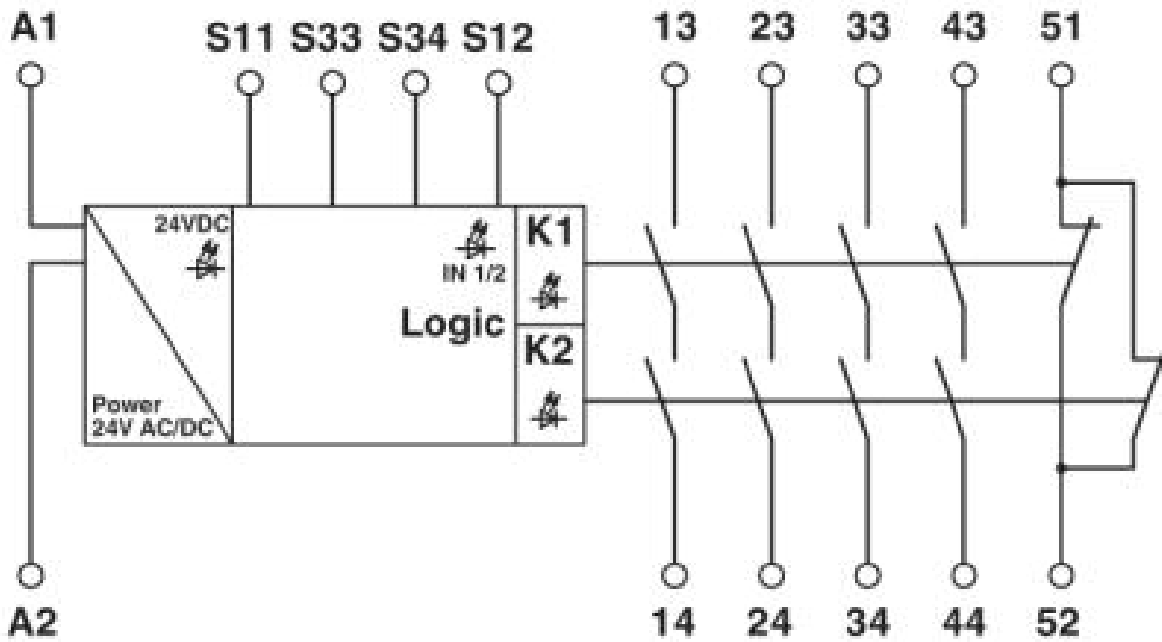 A1
S11 S33 S34 S12
13 23 33 43 51
24VDC
IN 1/2
Logic
K1
K2
Power
24V AC/DC
A2
14 24 34 44 52